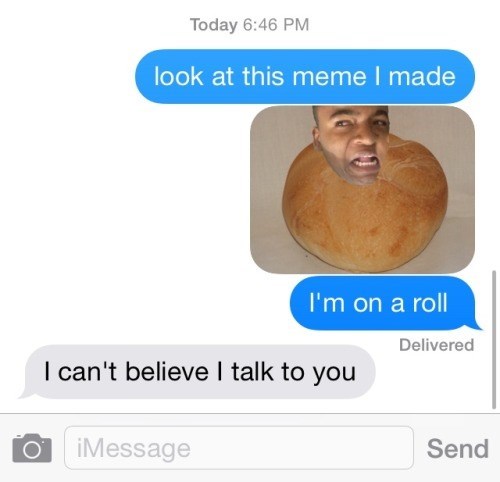 Today 6:46 PM
look at this meme I made
I'm on a roll
Delivered
I can't believe I talk to you
iMessage
Send